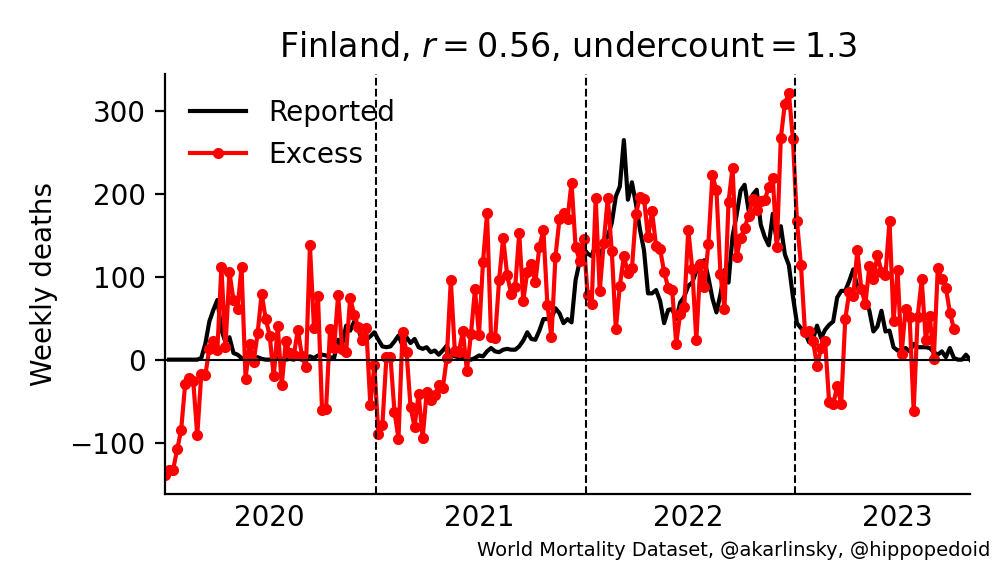 Finland, r = 0.56, undercount = 1.3
Reported
Excess
Weekly deaths
300
200
100
0
−100
2020 2021 2022 2023
World Mortality Dataset, @akarlinsky, @hippopedoid